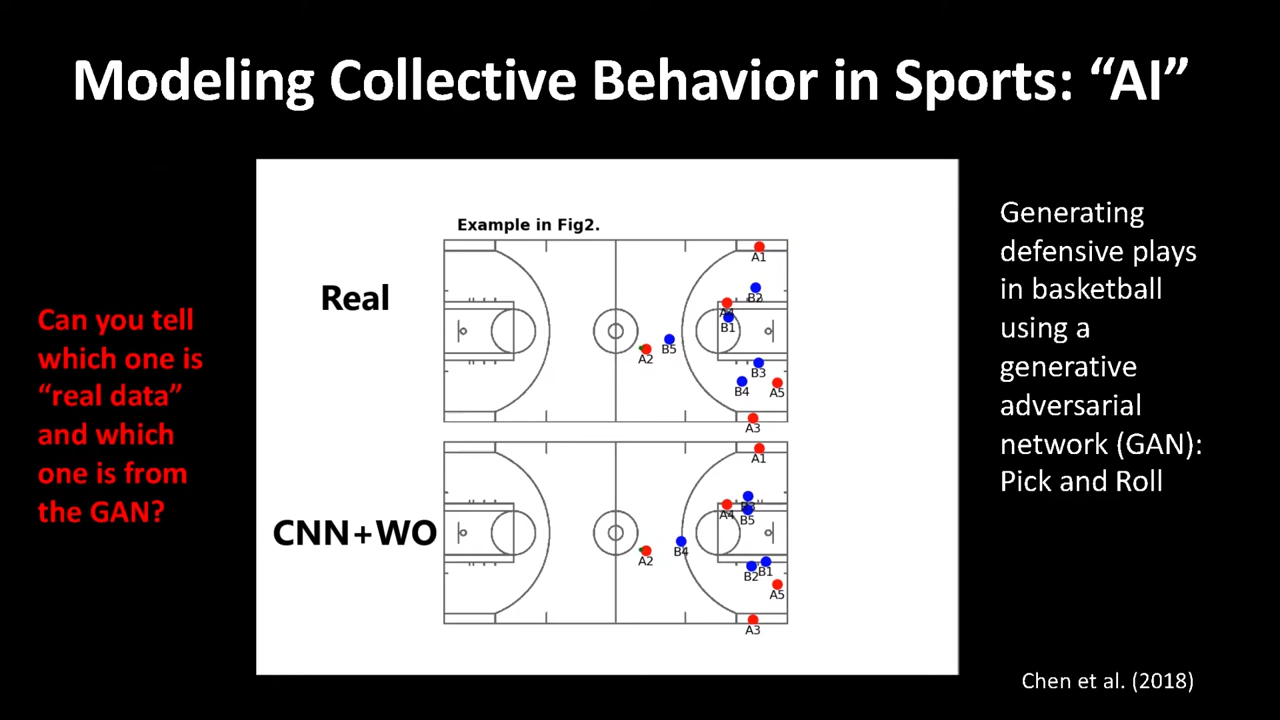 Modeling Collective Behavior in Sports: “AI”
Can you tell
which one is
“real data”
and which
one is from
the GAN?
Example in Fig2.
Real
A1
B2
A4
B1
B5
A2
B3
B4
A5
A3
CNN+WO
A1
A4
B5
B4
A2
B1
B2
A5
A3
Generating
defensive plays
in basketball
using a
generative
adversarial
network (GAN):
Pick and Roll
Chen et al. (2018)